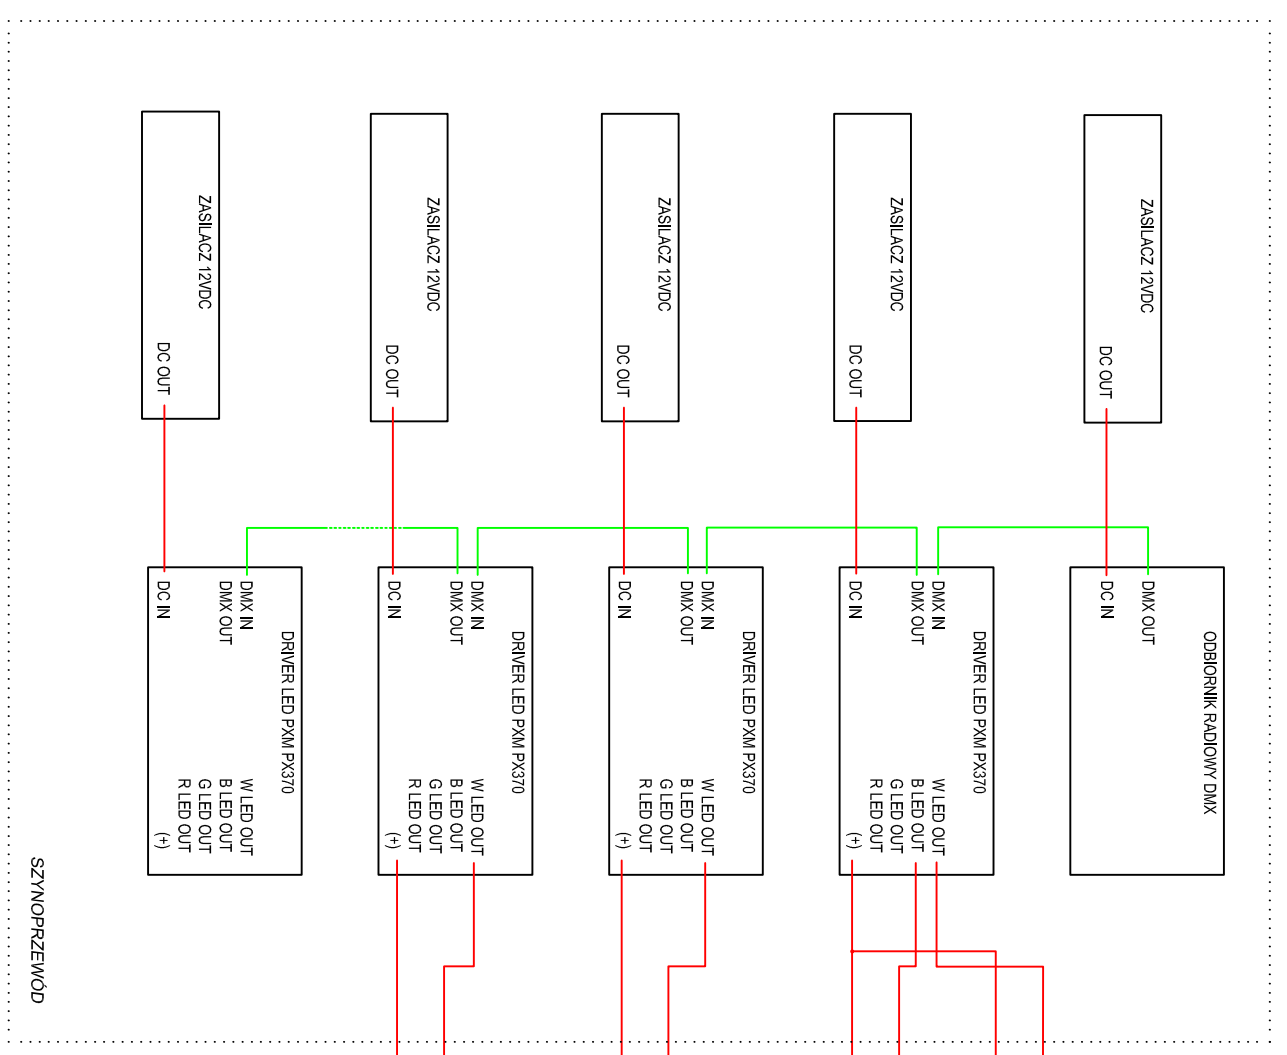 ZASILACZ 12VDC
DC OUT
ZASILACZ 12VDC
DC OUT
ZASILACZ 12VDC
DC OUT
ZASILACZ 12VDC
DC OUT
ZASILACZ 12VDC
DC OUT
DRIVER LED PXM PX370
DMX IN
DMX OUT
DC IN
W LED OUT
B LED OUT
G LED OUT
R LED OUT
(+)
DRIVER LED PXM PX370
DMX IN
DMX OUT
DC IN
W LED OUT
B LED OUT
G LED OUT
R LED OUT
(+)
DRIVER LED PXM PX370
DMX IN
DMX OUT
DC IN
W LED OUT
B LED OUT
G LED OUT
R LED OUT
(+)
DRIVER LED PXM PX370
DMX IN
DMX OUT
DC IN
W LED OUT
B LED OUT
G LED OUT
R LED OUT
(+)
ODBIORNIK RADIOWY DMX
DMX OUT
DC IN
SZYNOPRZEWÓD